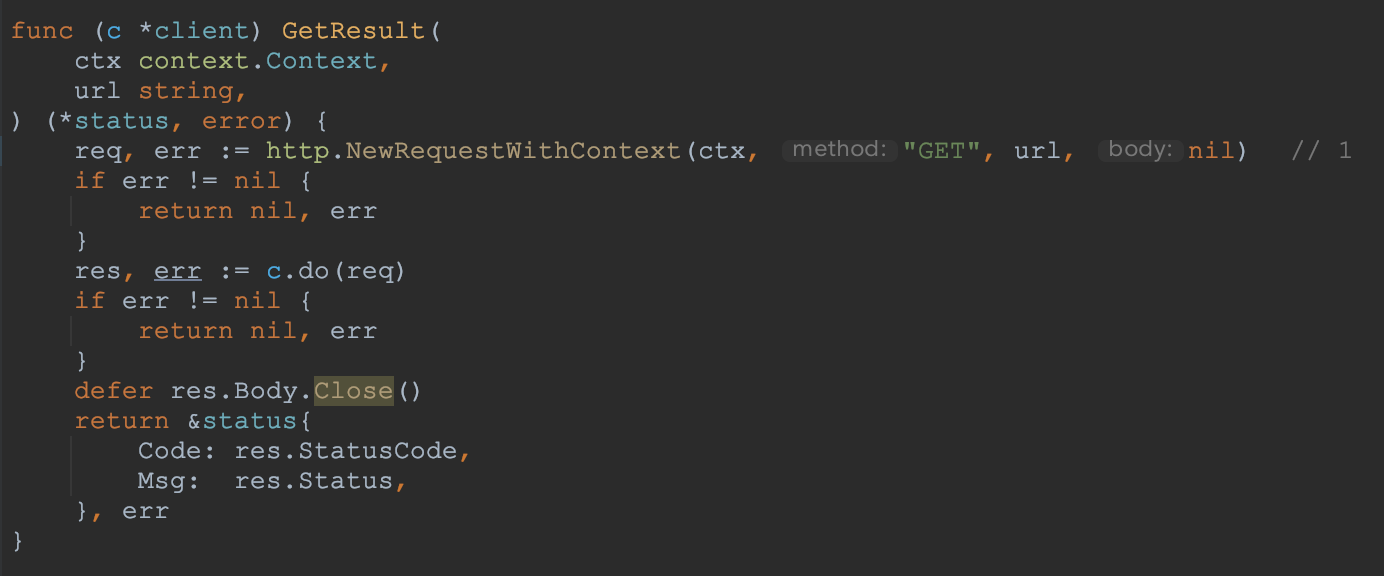 func (c *client) GetResult(
    ctx context.Context,
    url string,
) (*status, error) {
    req, err := http.NewRequestWithContext(ctx, method: "GET", url, body: nil)   // 1
    if err != nil {
        return nil, err
    }
    res, err := c.do(req)
    if err != nil {
        return nil, err
    }
    defer res.Body.Close()
    return &status{
        Code: res.StatusCode,
        Msg:  res.Status,
    }, err
}